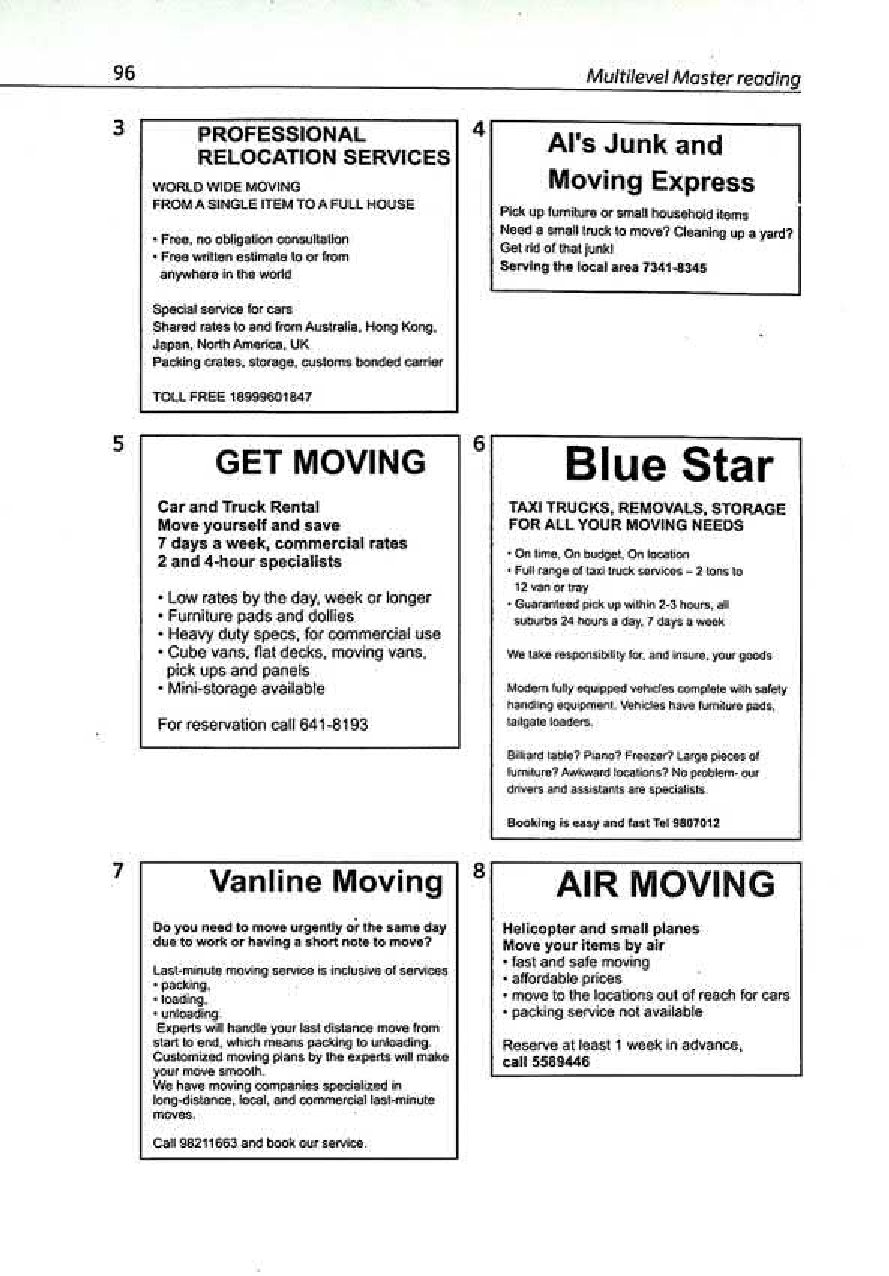 96
Multilevel Master reading
3
PROFESSIONAL
RELOCATION SERVICES
WORLD WIDE MOVING
FROM A SINGLE ITEM TO A FULL HOUSE
• Free, no obligation consultation
• Free written estimate to or from
anywhere in the world
Special service for cars
Shared rates to and from Australia, Hong Kong,
Japan, North America, UK
Packing crates, storage, customs bonded carrier
TOLL FREE 18999601847
4
Al's Junk and
Moving Express
Pick up furniture or small household items
Need a small truck to move? Cleaning up a yard?
Get rid of that junk!
Serving the local area 7341-8345
5
GET MOVING
Car and Truck Rental
Move yourself and save
7 days a week, commercial rates
2 and 4-hour specialists
• Low rates by the day, week or longer
• Furniture pads and dollies
• Heavy duty specs, for commercial use
• Cube vans, flat decks, moving vans,
pick ups and panels
• Mini-storage available
For reservation call 641-8193
6
Blue Star
TAXI TRUCKS, REMOVALS, STORAGE
FOR ALL YOUR MOVING NEEDS
• On time, On budget, On location
• Full range of taxi truck services – 2 tons to
12 van or tray
• Guaranteed pick up within 2-3 hours, all
suburbs 24 hours a day, 7 days a week
We take responsibility for, and insure, your goods
Modern fully equipped vehicles complete with safety
handling equipment. Vehicles have furniture pads,
tailgate loaders.
Billiard table? Piano? Freezer? Large pieces of
furniture? Awkward locations? No problem- our
drivers and assistants are specialists.
Booking is easy and fast Tel 9807012
7
Vanline Moving
Do you need to move urgently or the same day
due to work or having a short note to move?
Last-minute moving service is inclusive of services
• packing,
• loading,
• unloading.
Experts will handle your last distance move from
start to end, which means packing to unloading.
Customized moving plans by the experts will make
your move smooth.
We have moving companies specialized in
long-distance, local, and commercial last-minute
moves.
Call 98211663 and book our service.
8
AIR MOVING
Helicopter and small planes
Move your items by air
• fast and safe moving
• affordable prices
• move to the locations out of reach for cars
• packing service not available
Reserve at least 1 week in advance,
call 5589446